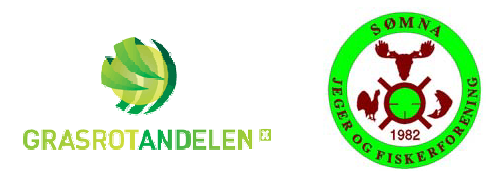 GRASROTANDELEN
SØMNA
JEGER OG FISKERFORENING
1982